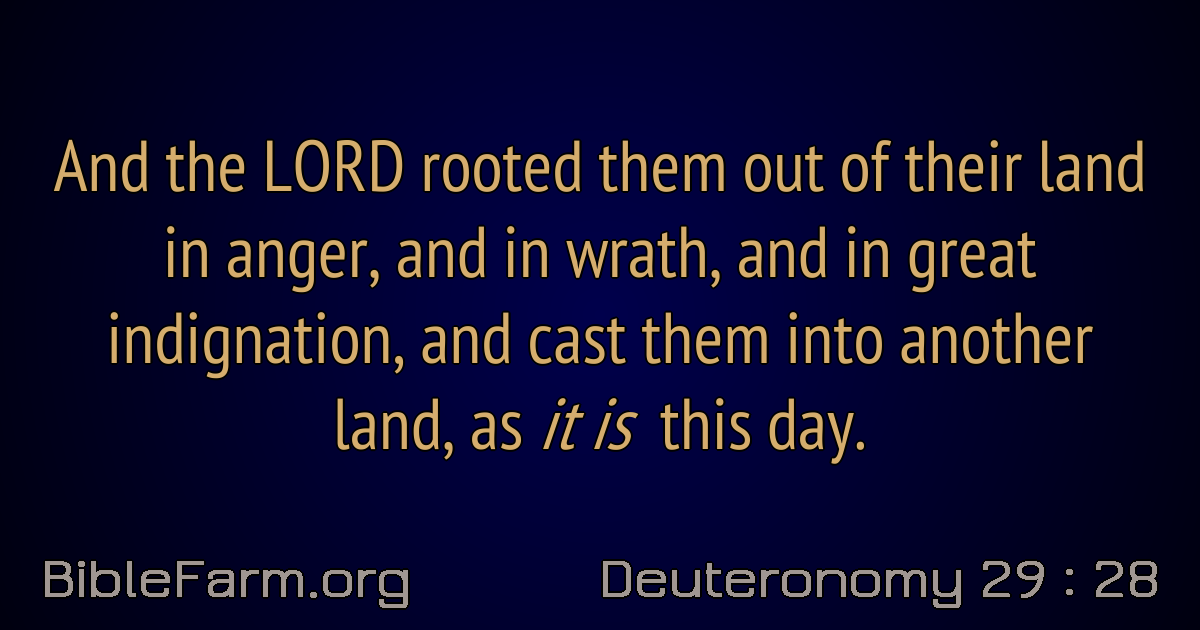 And the LORD rooted them out of their land
in anger, and in wrath, and in great
indignation, and cast them into another
land, as it is this day.
BibleFarm.org
Deuteronomy 29 : 28